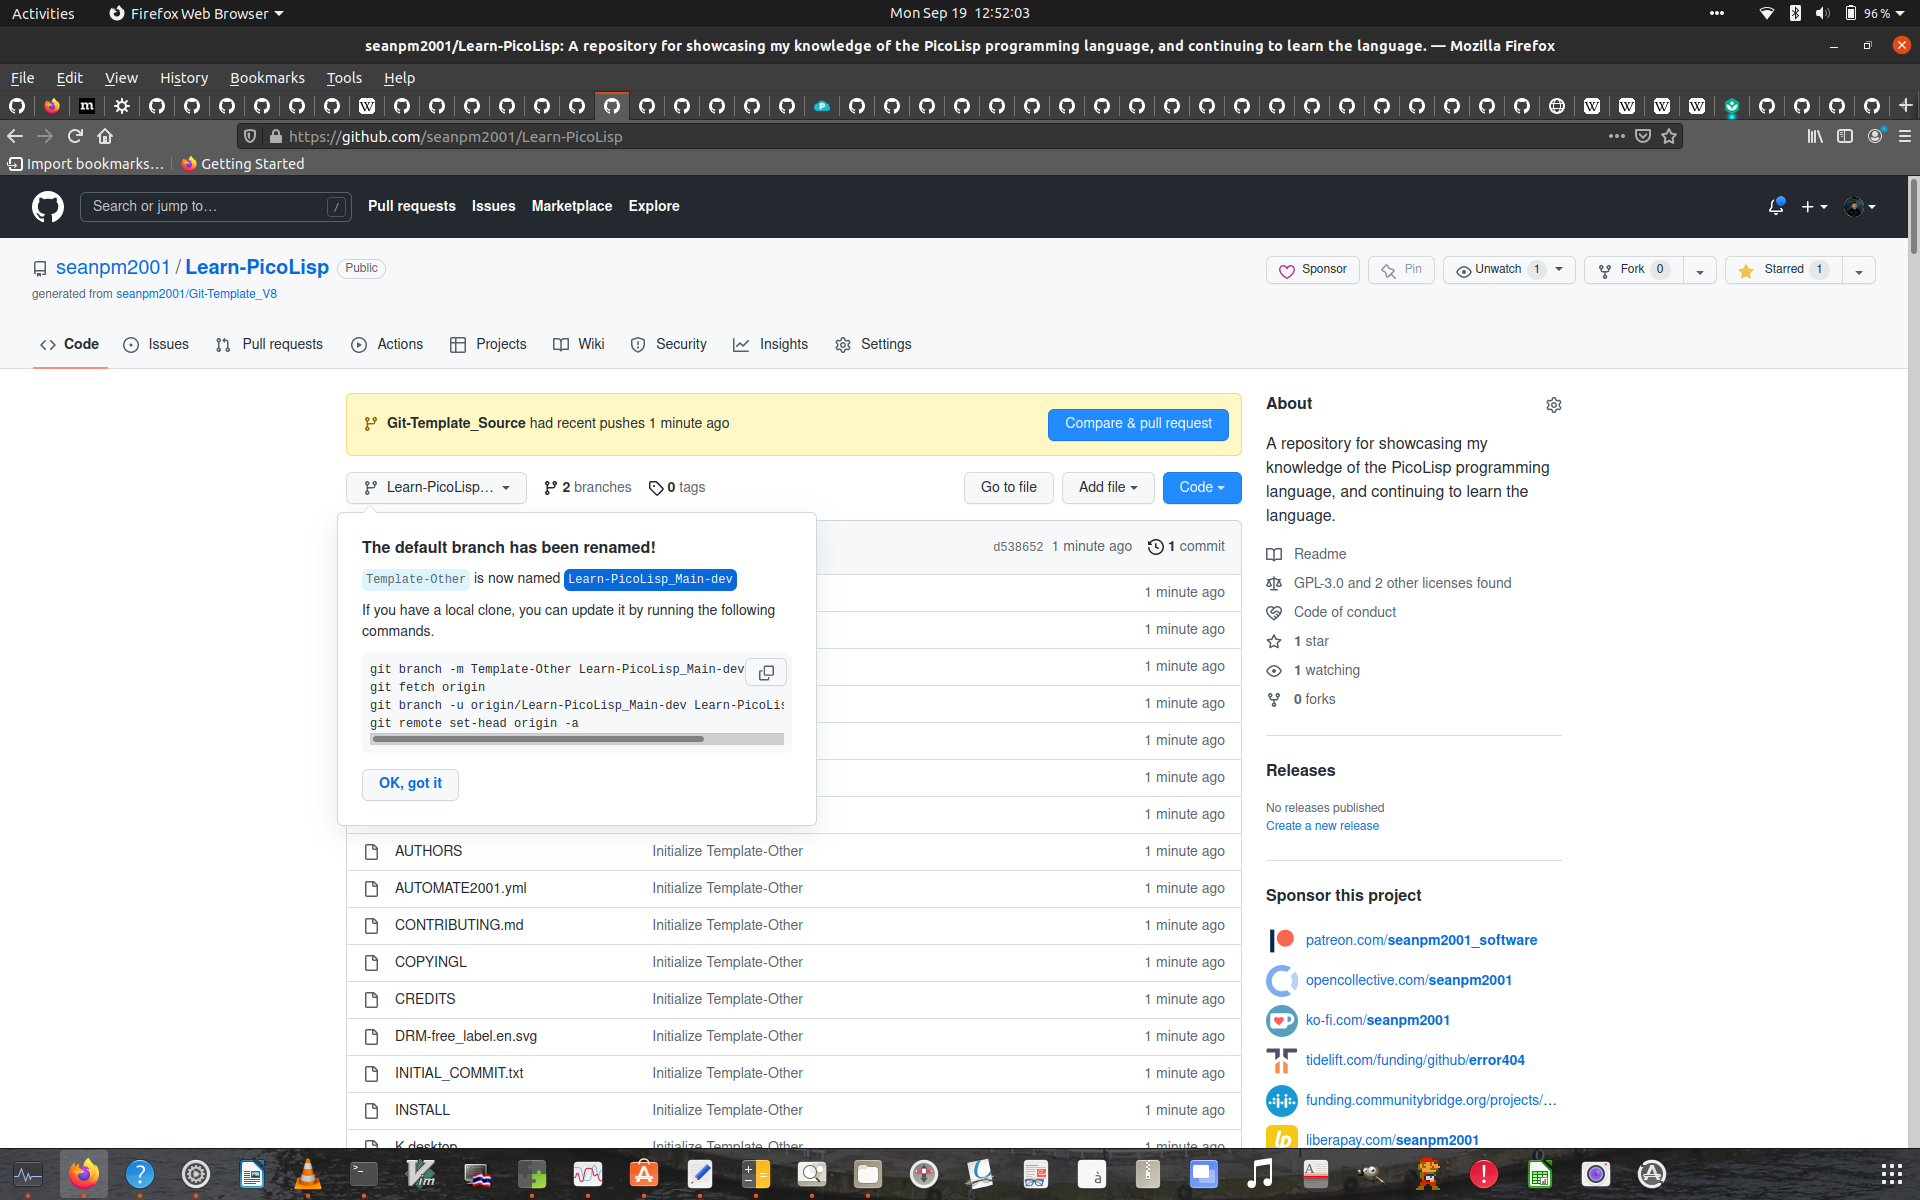 Activities
Firefox Web Browser
Mon Sep 19 12:52:03
96 %
seanpm2001/Learn-PicoLisp: A repository for showcasing my knowledge of the PicoLisp programming language, and continuing to learn the language. — Mozilla Firefox
File Edit View History Bookmarks Tools Help
https://github.com/seanpm2001/Learn-PicoLisp
Import bookmarks…
Getting Started
Search or jump to…
/
Pull requests Issues Marketplace Explore
seanpm2001 / Learn-PicoLisp
Public
generated from seanpm2001/Git-Template_V8
Sponsor
Pin
Unwatch 1
Fork 0
Starred 1
Code
Issues
Pull requests
Actions
Projects
Wiki
Security
Insights
Settings
Git-Template_Source had recent pushes 1 minute ago
Compare & pull request
Learn-PicoLisp…
2 branches
0 tags
Go to file
Add file
Code
d538652 1 minute ago
1 commit
The default branch has been renamed!
Template-Other is now named Learn-PicoLisp_Main-dev
If you have a local clone, you can update it by running the following
commands.
git branch -m Template-Other Learn-PicoLisp_Main-dev
git fetch origin
git branch -u origin/Learn-PicoLisp_Main-dev Learn-PicoLis
git remote set-head origin -a
OK, got it
1 minute ago
1 minute ago
1 minute ago
1 minute ago
1 minute ago
1 minute ago
1 minute ago
AUTHORS Initialize Template-Other 1 minute ago
AUTOMATE2001.yml Initialize Template-Other 1 minute ago
CONTRIBUTING.md Initialize Template-Other 1 minute ago
COPYINGL Initialize Template-Other 1 minute ago
CREDITS Initialize Template-Other 1 minute ago
DRM-free_label.en.svg Initialize Template-Other 1 minute ago
INITIAL_COMMIT.txt Initialize Template-Other 1 minute ago
INSTALL Initialize Template-Other 1 minute ago
K.desktop Initialize Template-Other 1 minute ago
About
A repository for showcasing my
knowledge of the PicoLisp programming
language, and continuing to learn the
language.
Readme
GPL-3.0 and 2 other licenses found
Code of conduct
1 star
1 watching
0 forks
Releases
No releases published
Create a new release
Sponsor this project
patreon.com/seanpm2001_software
opencollective.com/seanpm2001
ko-fi.com/seanpm2001
tidelift.com/funding/github/error404
funding.communitybridge.org/projects/…
liberapay.com/seanpm2001